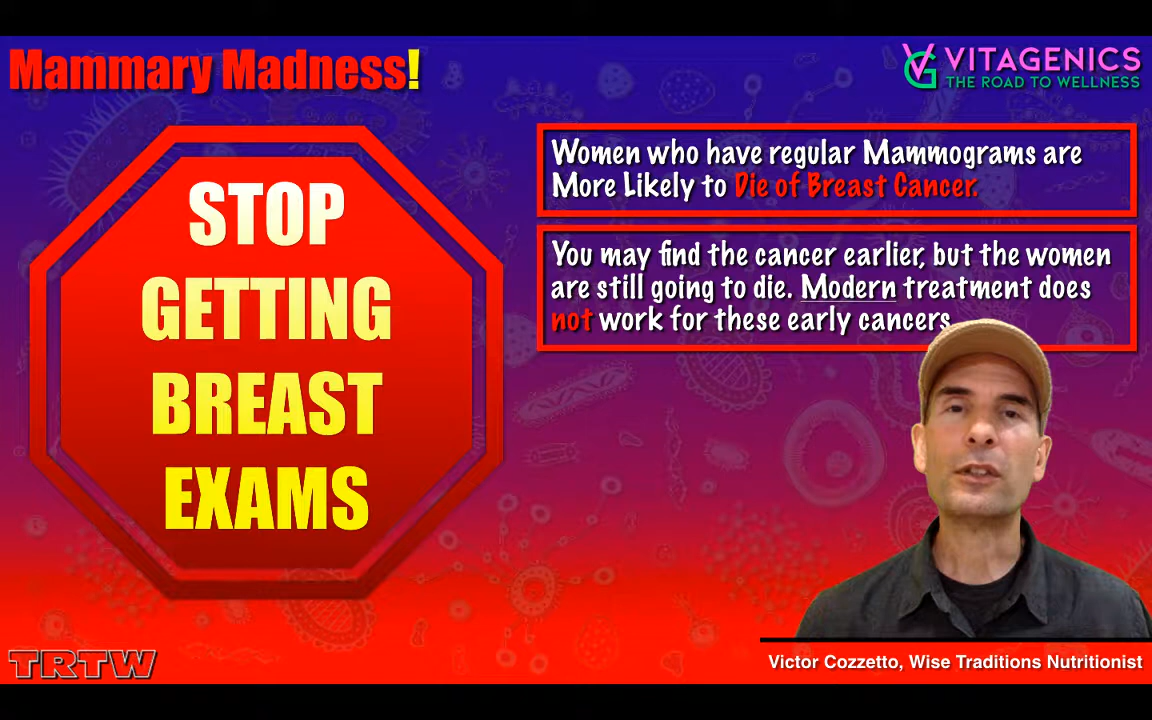 Mammary Madness!
VITAGENICS
THE ROAD TO WELLNESS
STOP
GETTING
BREAST
EXAMS
Women who have regular Mammograms are
More Likely to Die of Breast Cancer.
You may find the cancer earlier, but the women
are still going to die. Modern treatment does
not work for these early cancers
TRTW
Victor Cozzetto, Wise Traditions Nutritionist